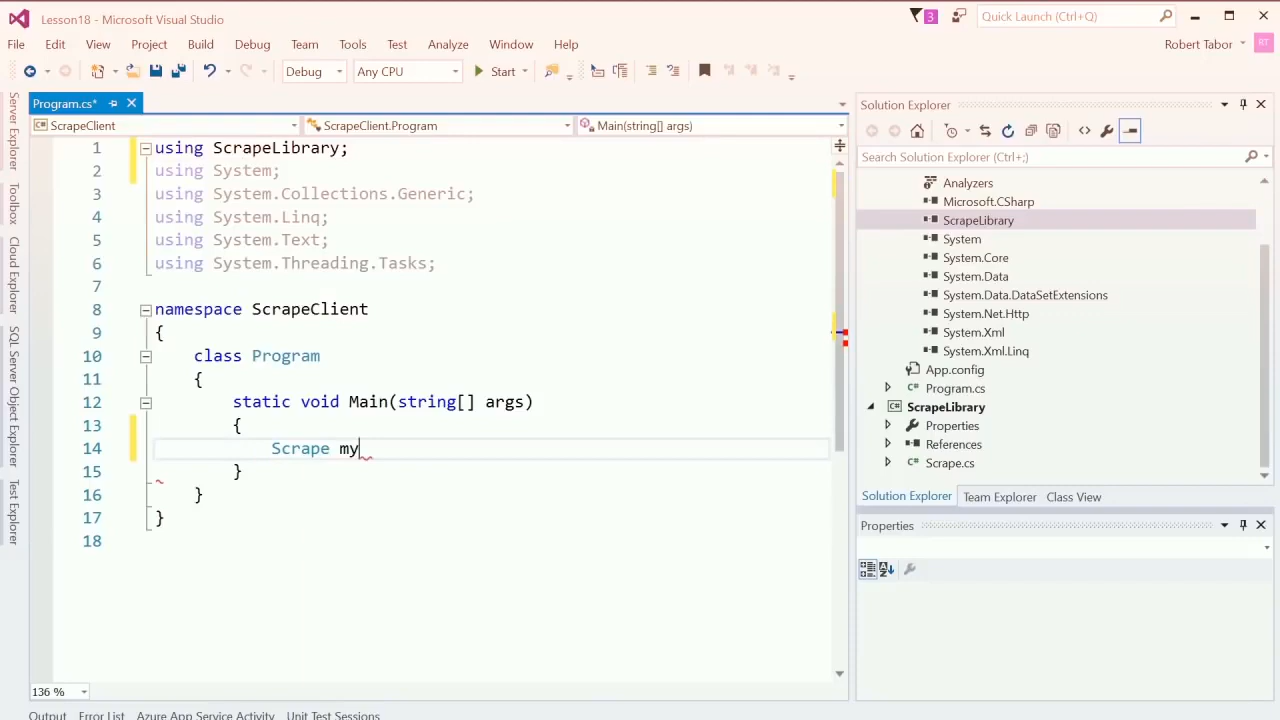 Lesson18 - Microsoft Visual Studio
3
Quick Launch (Ctrl+Q)
File Edit View Project Build Debug Team Tools Test Analyze Window Help
Robert Tabor
RT
Debug Any CPU Start
Server Explorer
Toolbox
Cloud Explorer
SQL Server Object Explorer
Test Explorer
Program.cs*
ScrapeClient ScrapeClient.Program Main(string[] args)
1 using ScrapeLibrary;
2 using System;
3 using System.Collections.Generic;
4 using System.Linq;
5 using System.Text;
6 using System.Threading.Tasks;
7
8 namespace ScrapeClient
9 {
10 class Program
11 {
12 static void Main(string[] args)
13 {
14 Scrape my
15 }
16 }
17 }
18
136 %
Solution Explorer
Search Solution Explorer (Ctrl+;)
Analyzers
Microsoft.CSharp
ScrapeLibrary
System
System.Core
System.Data
System.Data.DataSetExtensions
System.Net.Http
System.Xml
System.Xml.Linq
App.config
C# Program.cs
C# ScrapeLibrary
Properties
References
C# Scrape.cs
Solution Explorer Team Explorer Class View
Properties
Output Error List Azure App Service Activity Unit Test Sessions